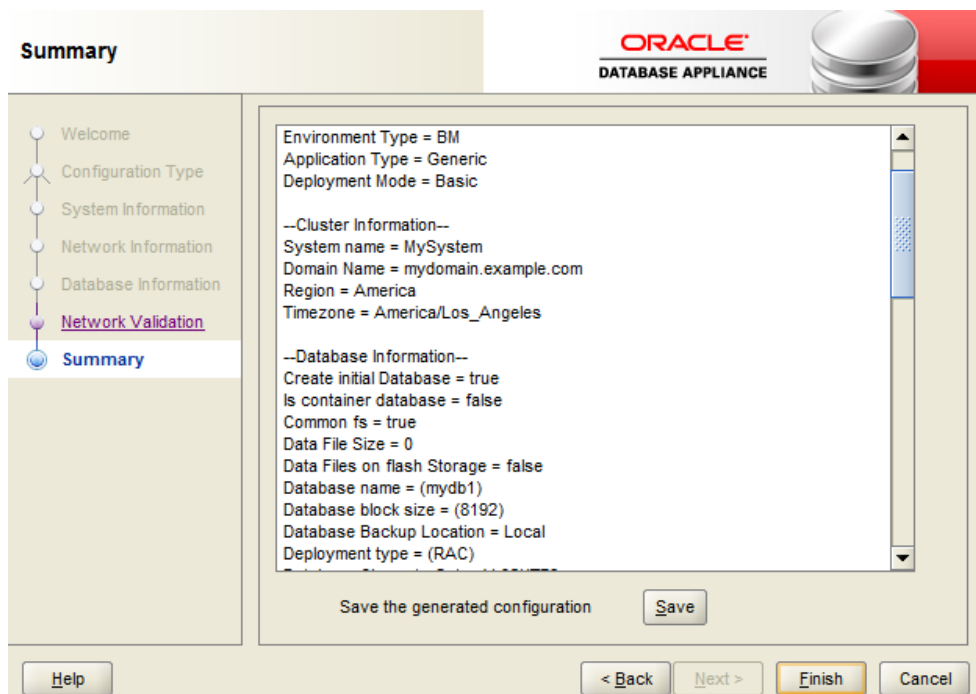 Summary
ORACLE
DATABASE APPLIANCE
Welcome
Configuration Type
System Information
Network Information
Database Information
Network Validation
Summary
Environment Type = BM
Application Type = Generic
Deployment Mode = Basic
--Cluster Information--
System name = MySystem
Domain Name = mydomain.example.com
Region = America
Timezone = America/Los_Angeles
--Database Information--
Create initial Database = true
Is container database = false
Common fs = true
Data File Size = 0
Data Files on flash Storage = false
Database name = (mydb1)
Database block size = (8192)
Database Backup Location = Local
Deployment type = (RAC)
Save the generated configuration
Save
Help
< Back
Next >
Finish
Cancel